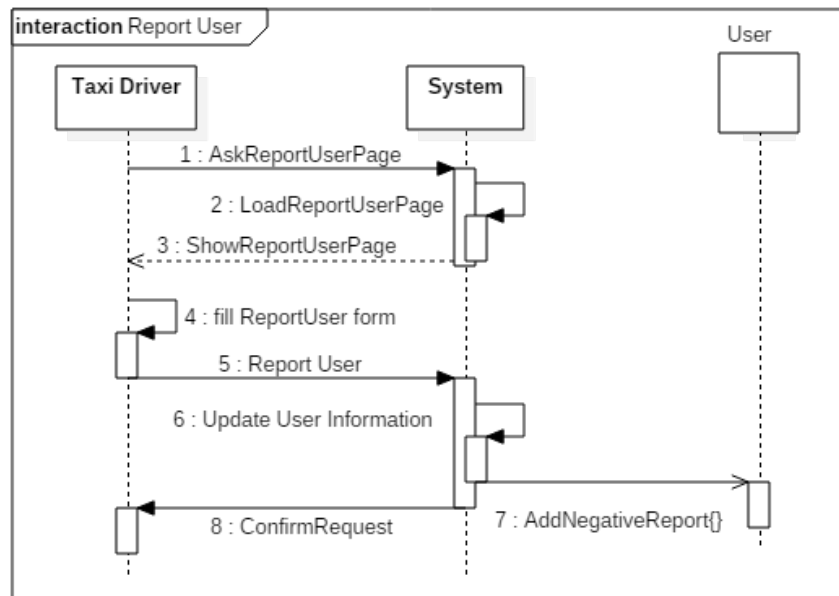 interaction Report User
User
Taxi Driver
System
1 : AskReportUserPage
2 : LoadReportUserPage
3 : ShowReportUserPage
4 : fill ReportUser form
5 : Report User
6 : Update User Information
7 : AddNegativeReport{}
8 : ConfirmRequest